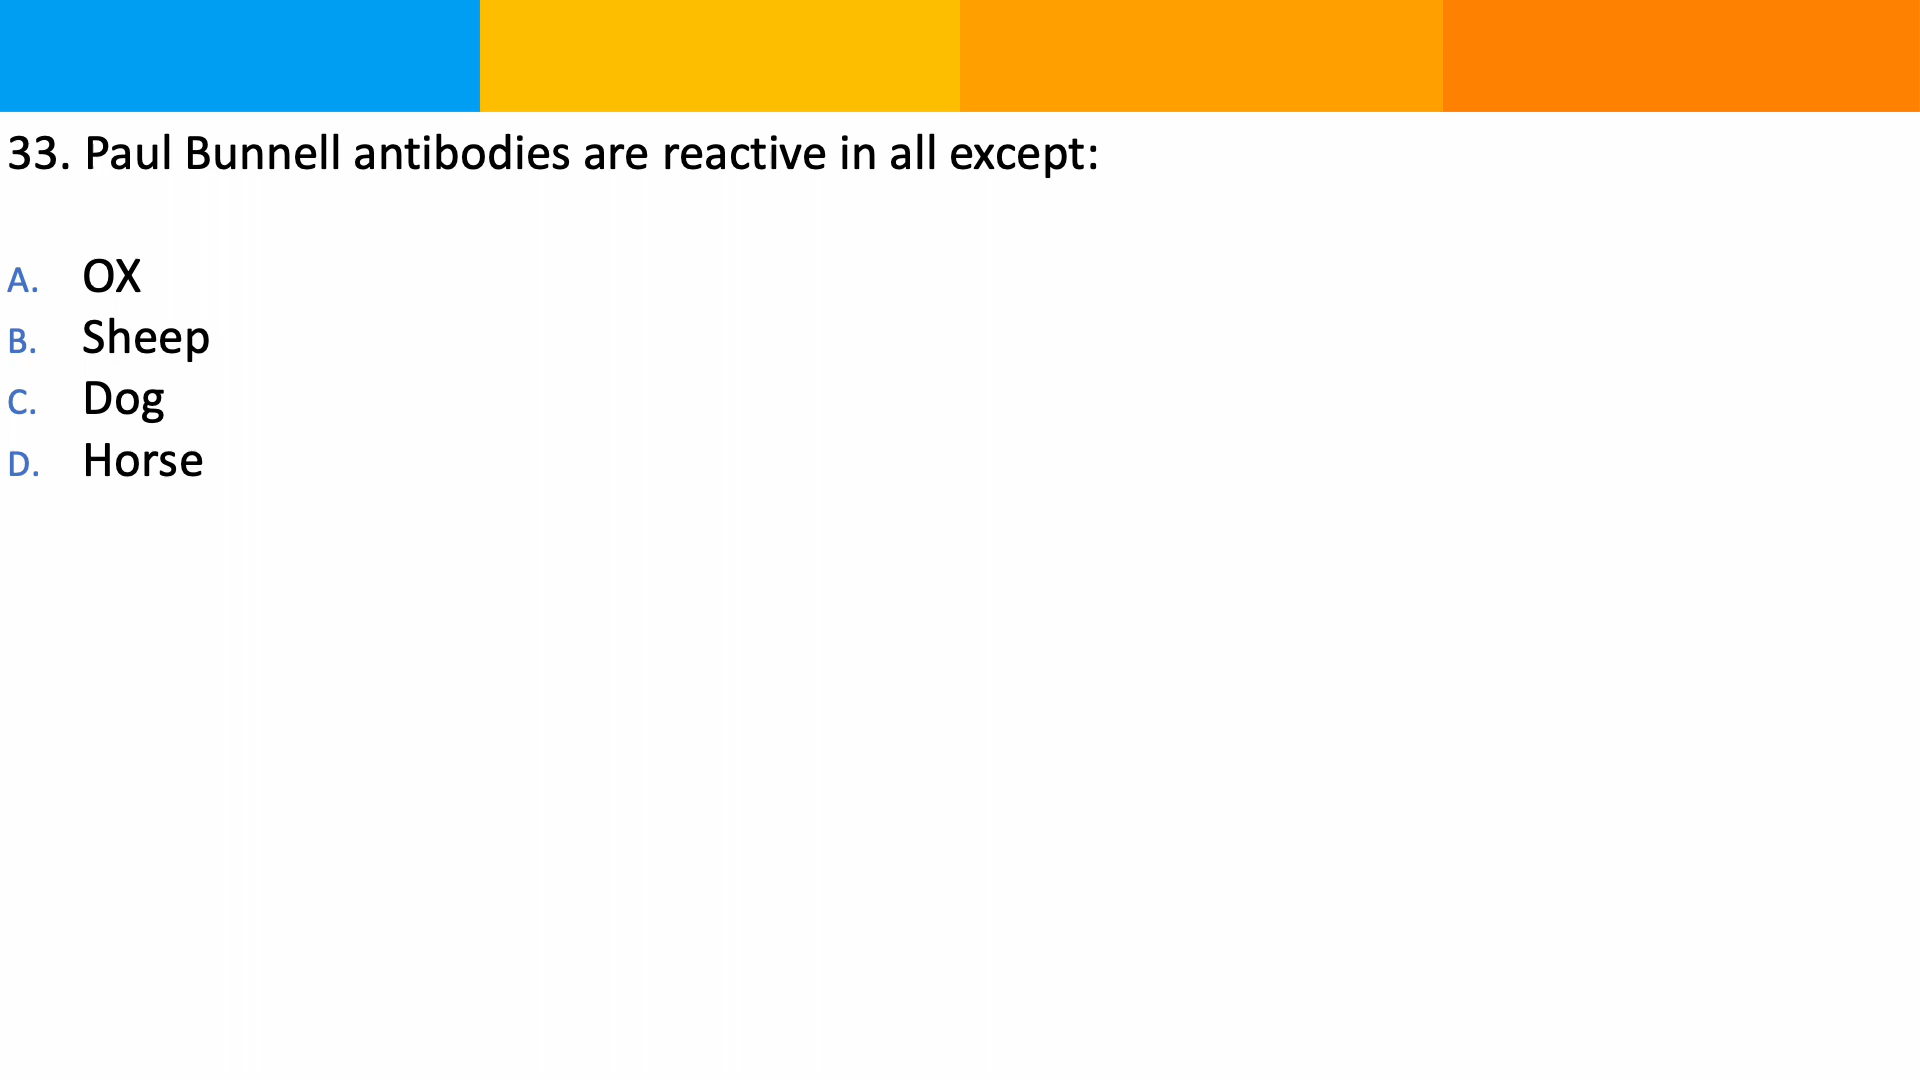 33. Paul Bunnell antibodies are reactive in all except:
A. OX
B. Sheep
C. Dog
D. Horse